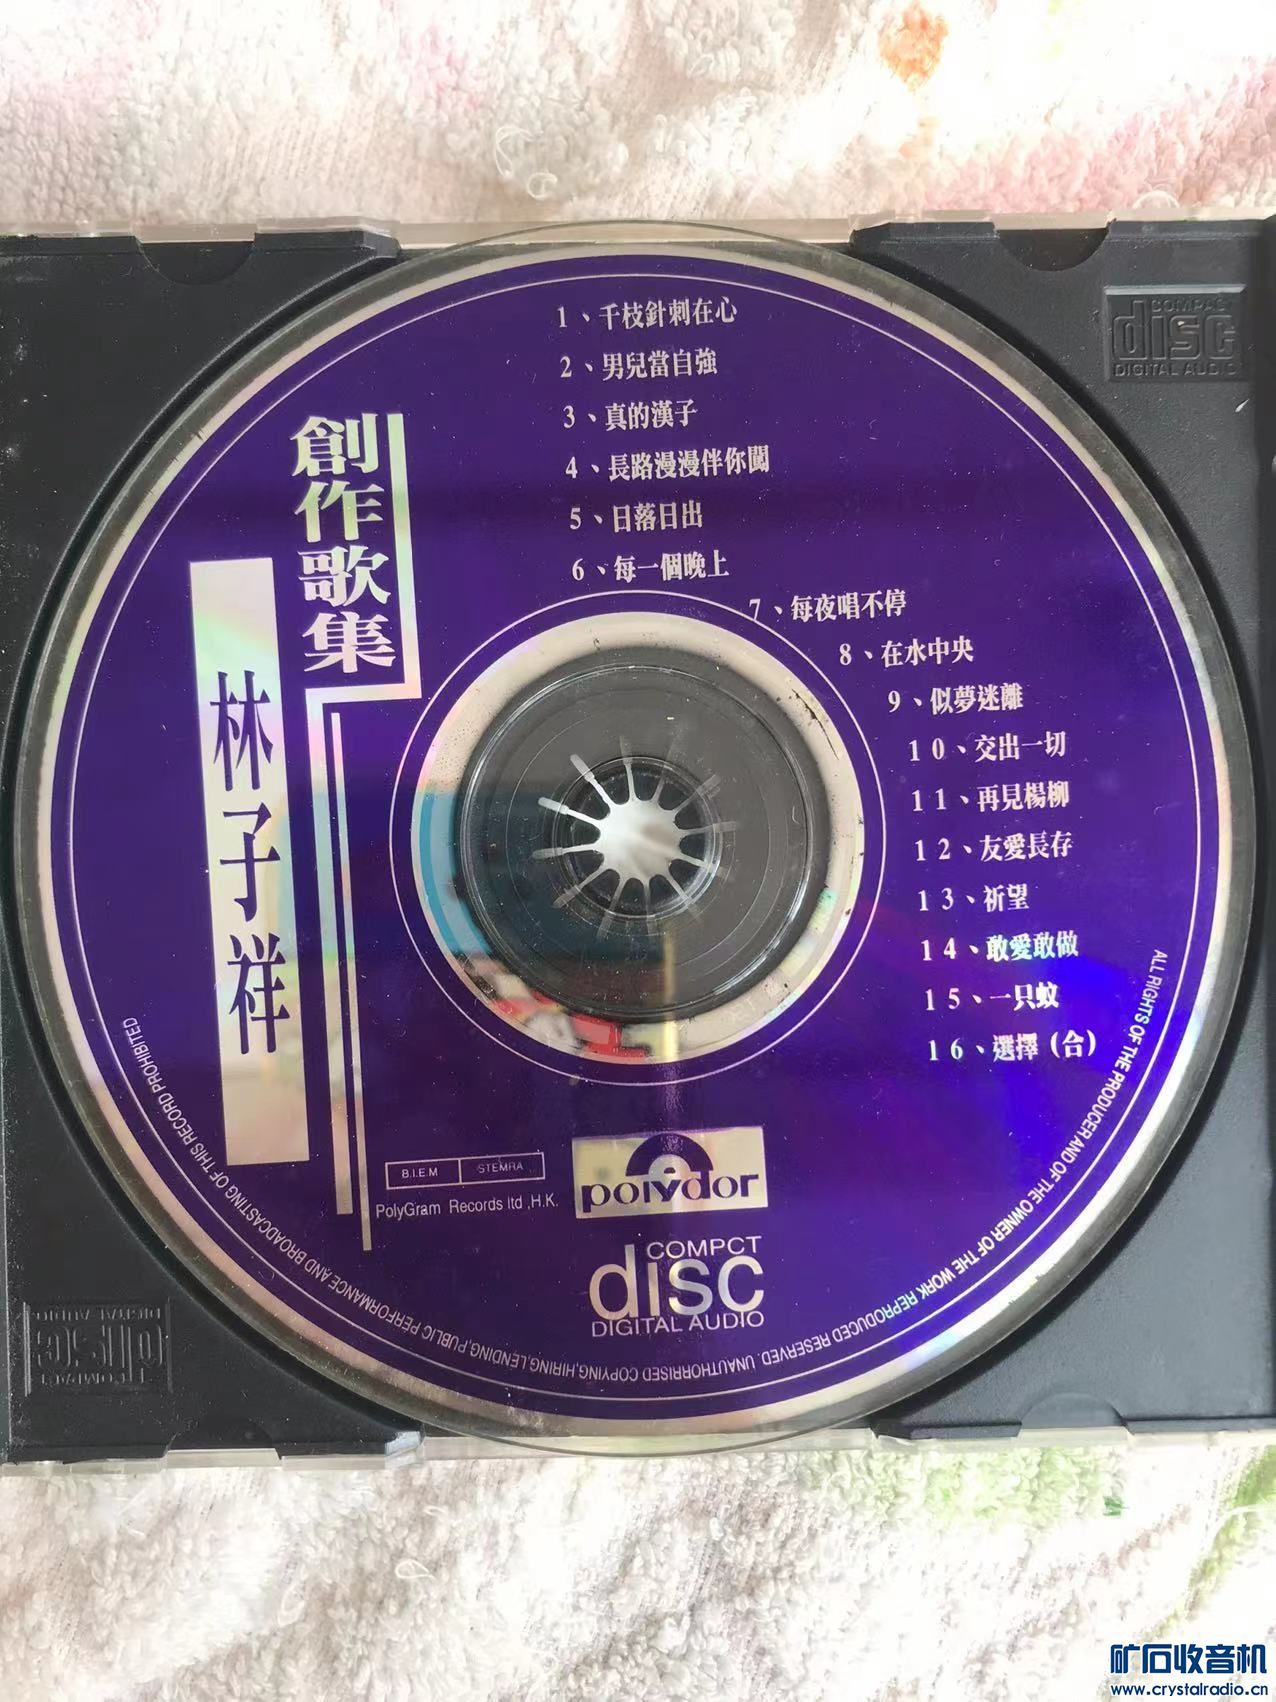 創作歌集
林子祥
1、千枝針刺在心
2、男兒當自強
3、真的漢子
4、長路漫漫伴你闖
5、日落日出
6、每一個晚上
7、每夜唱不停
8、在水中央
9、似夢迷離
10、交出一切
11、再見楊柳
12、友愛長存
13、祈望
14、敢愛敢做
15、一只蚊
16、選擇(合)
B.I.E.M STEMRA
PolyGram Records ltd ,H.K.
polydor
COMPCT
disc
DIGITAL AUDIO
ALL RIGHTS OF THE PRODUCER AND OF THE OWNER OF THE WORK REPRODUCED RESERVED. UNAUTHORRISED COPYING,HIRING,LENDING,PUBLIC PERFORMANCE AND BROADCASTING OF THIS RECORD PROHIBITED
COMPACT
disc
DIGITAL AUDIO
COMPACT
disc
DIGITAL AUDIO
矿石收音机
www.crystalradio.cn